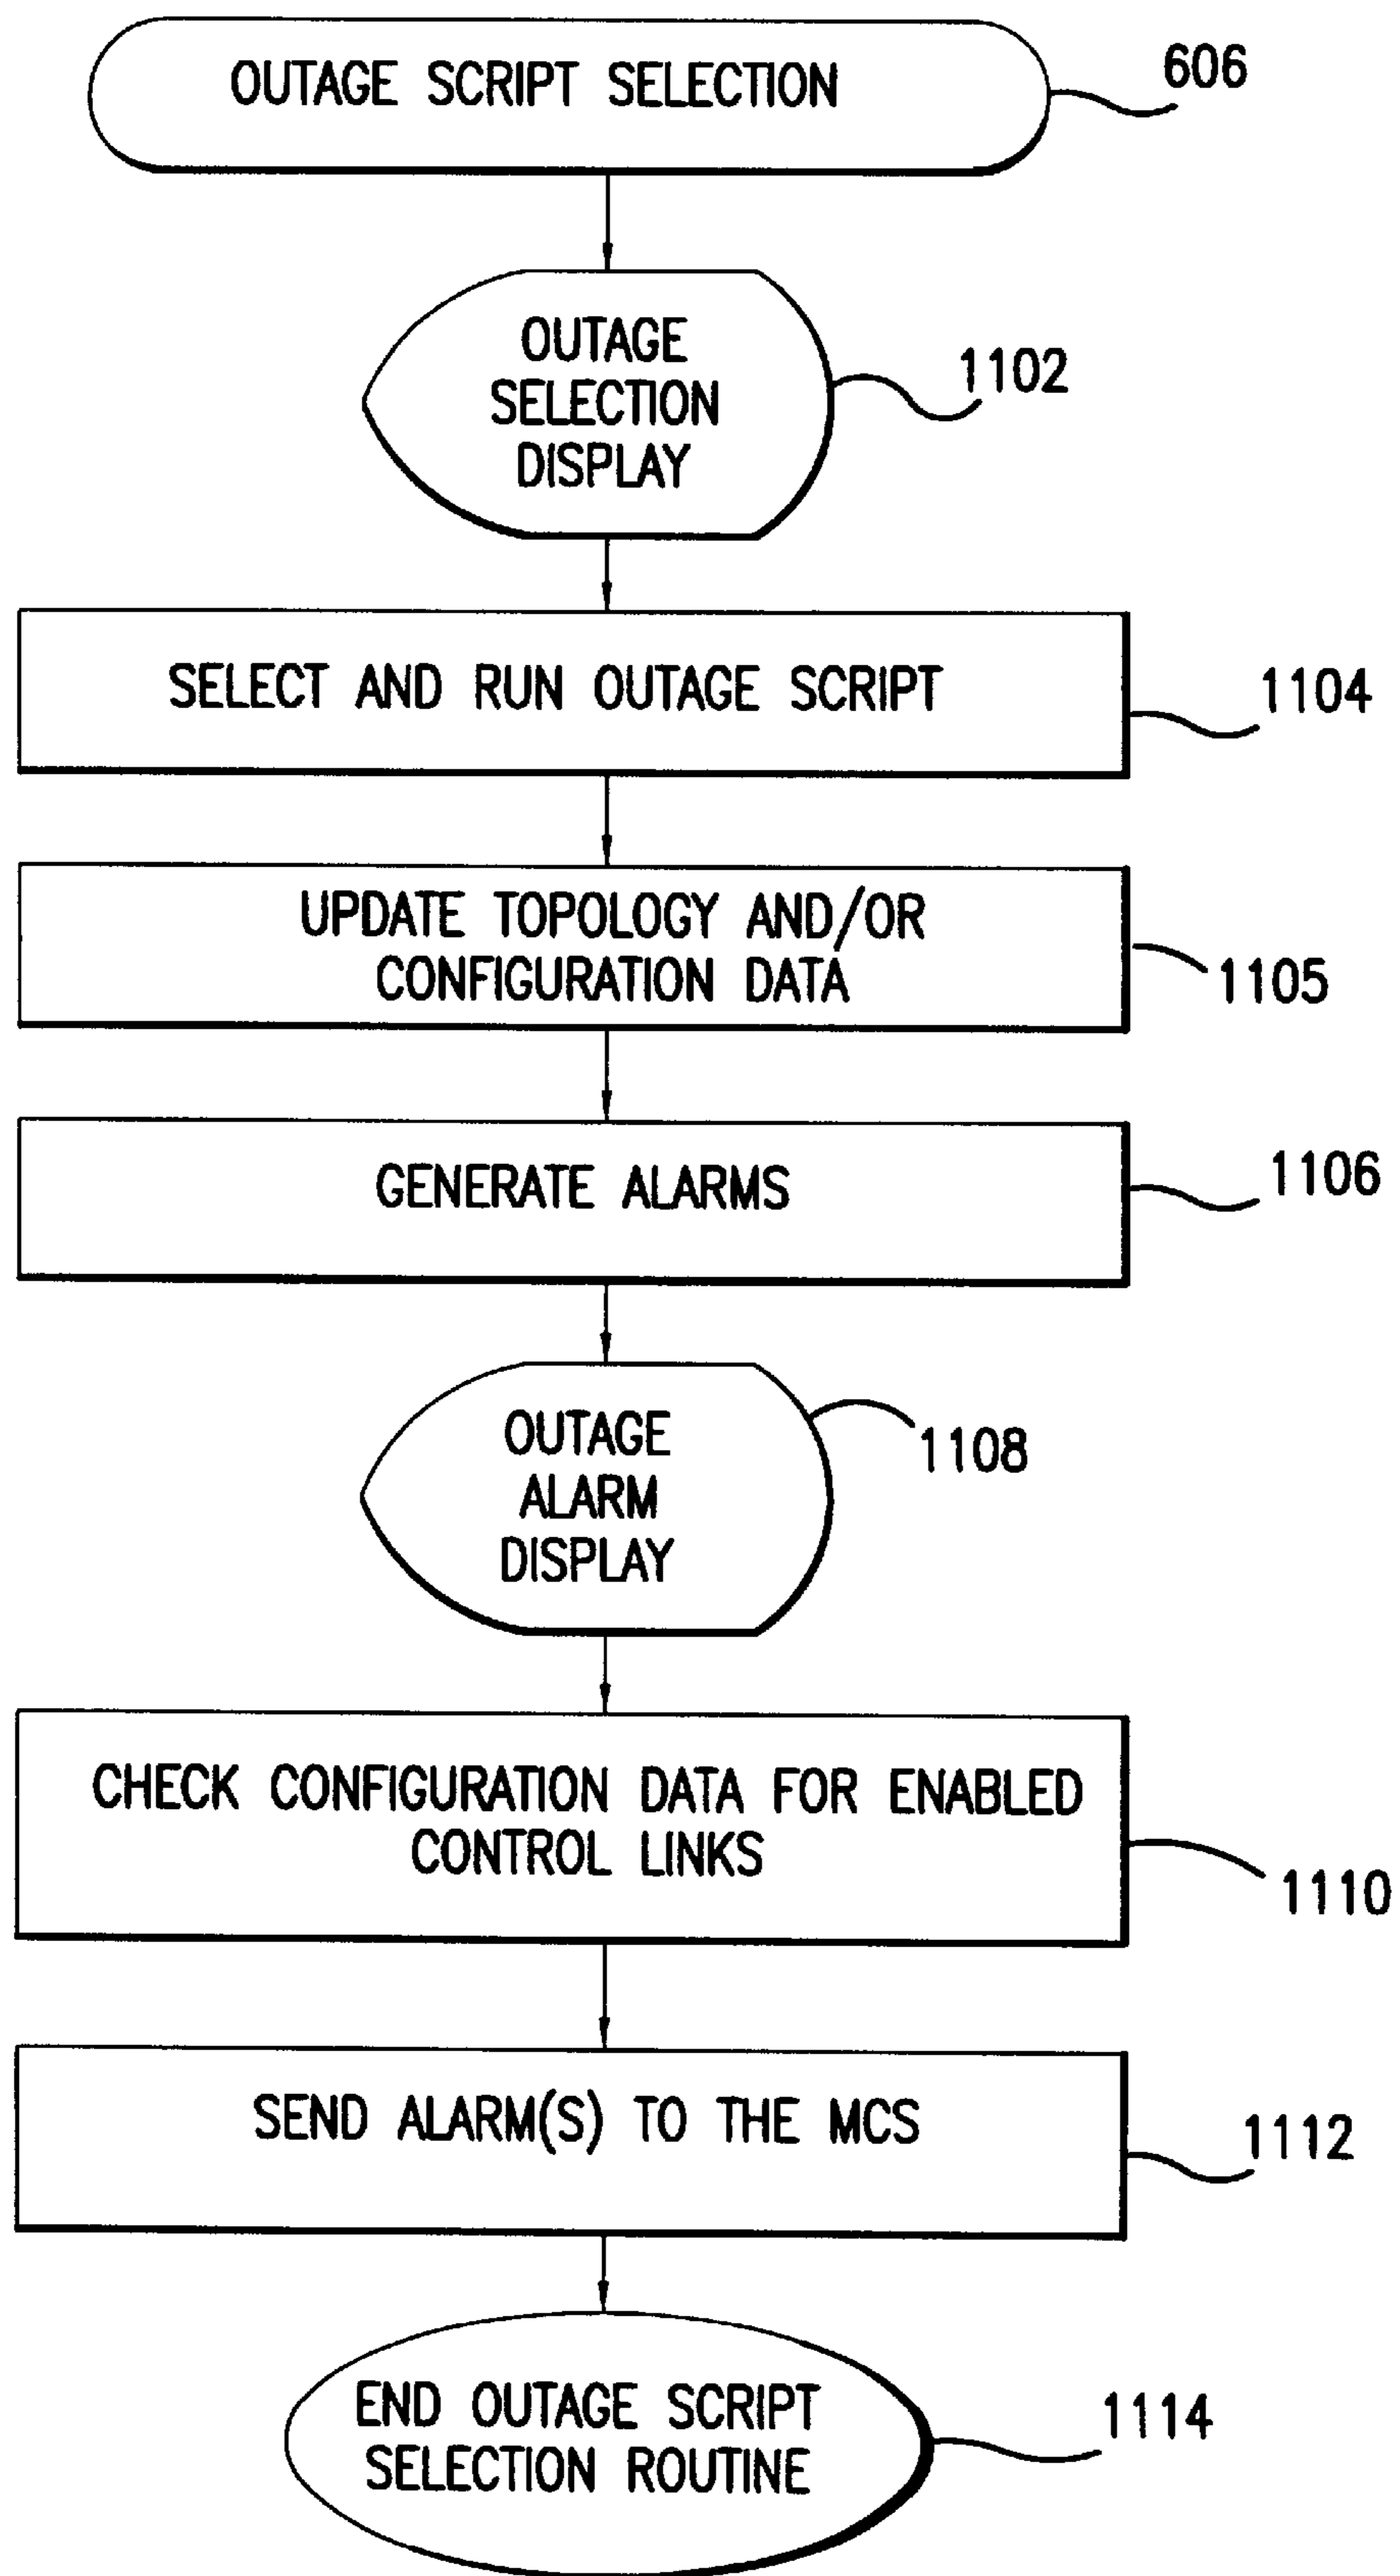 OUTAGE SCRIPT SELECTION
606
OUTAGE
SELECTION
DISPLAY
1102
SELECT AND RUN OUTAGE SCRIPT
1104
UPDATE TOPOLOGY AND/OR
CONFIGURATION DATA
1105
GENERATE ALARMS
1106
OUTAGE
ALARM
DISPLAY
1108
CHECK CONFIGURATION DATA FOR ENABLED
CONTROL LINKS
1110
SEND ALARM(S) TO THE MCS
1112
END OUTAGE SCRIPT
SELECTION ROUTINE
1114